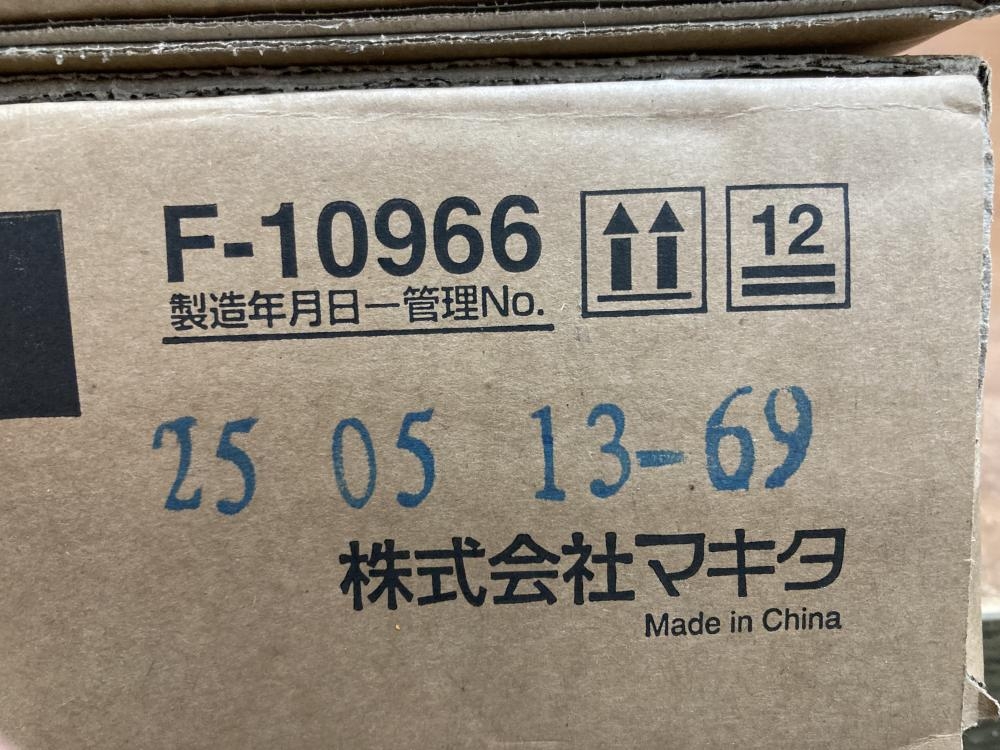 F-10966
12
製造年月日ー管理No.
25 05 13-69
株式会社マキタ
Made in China